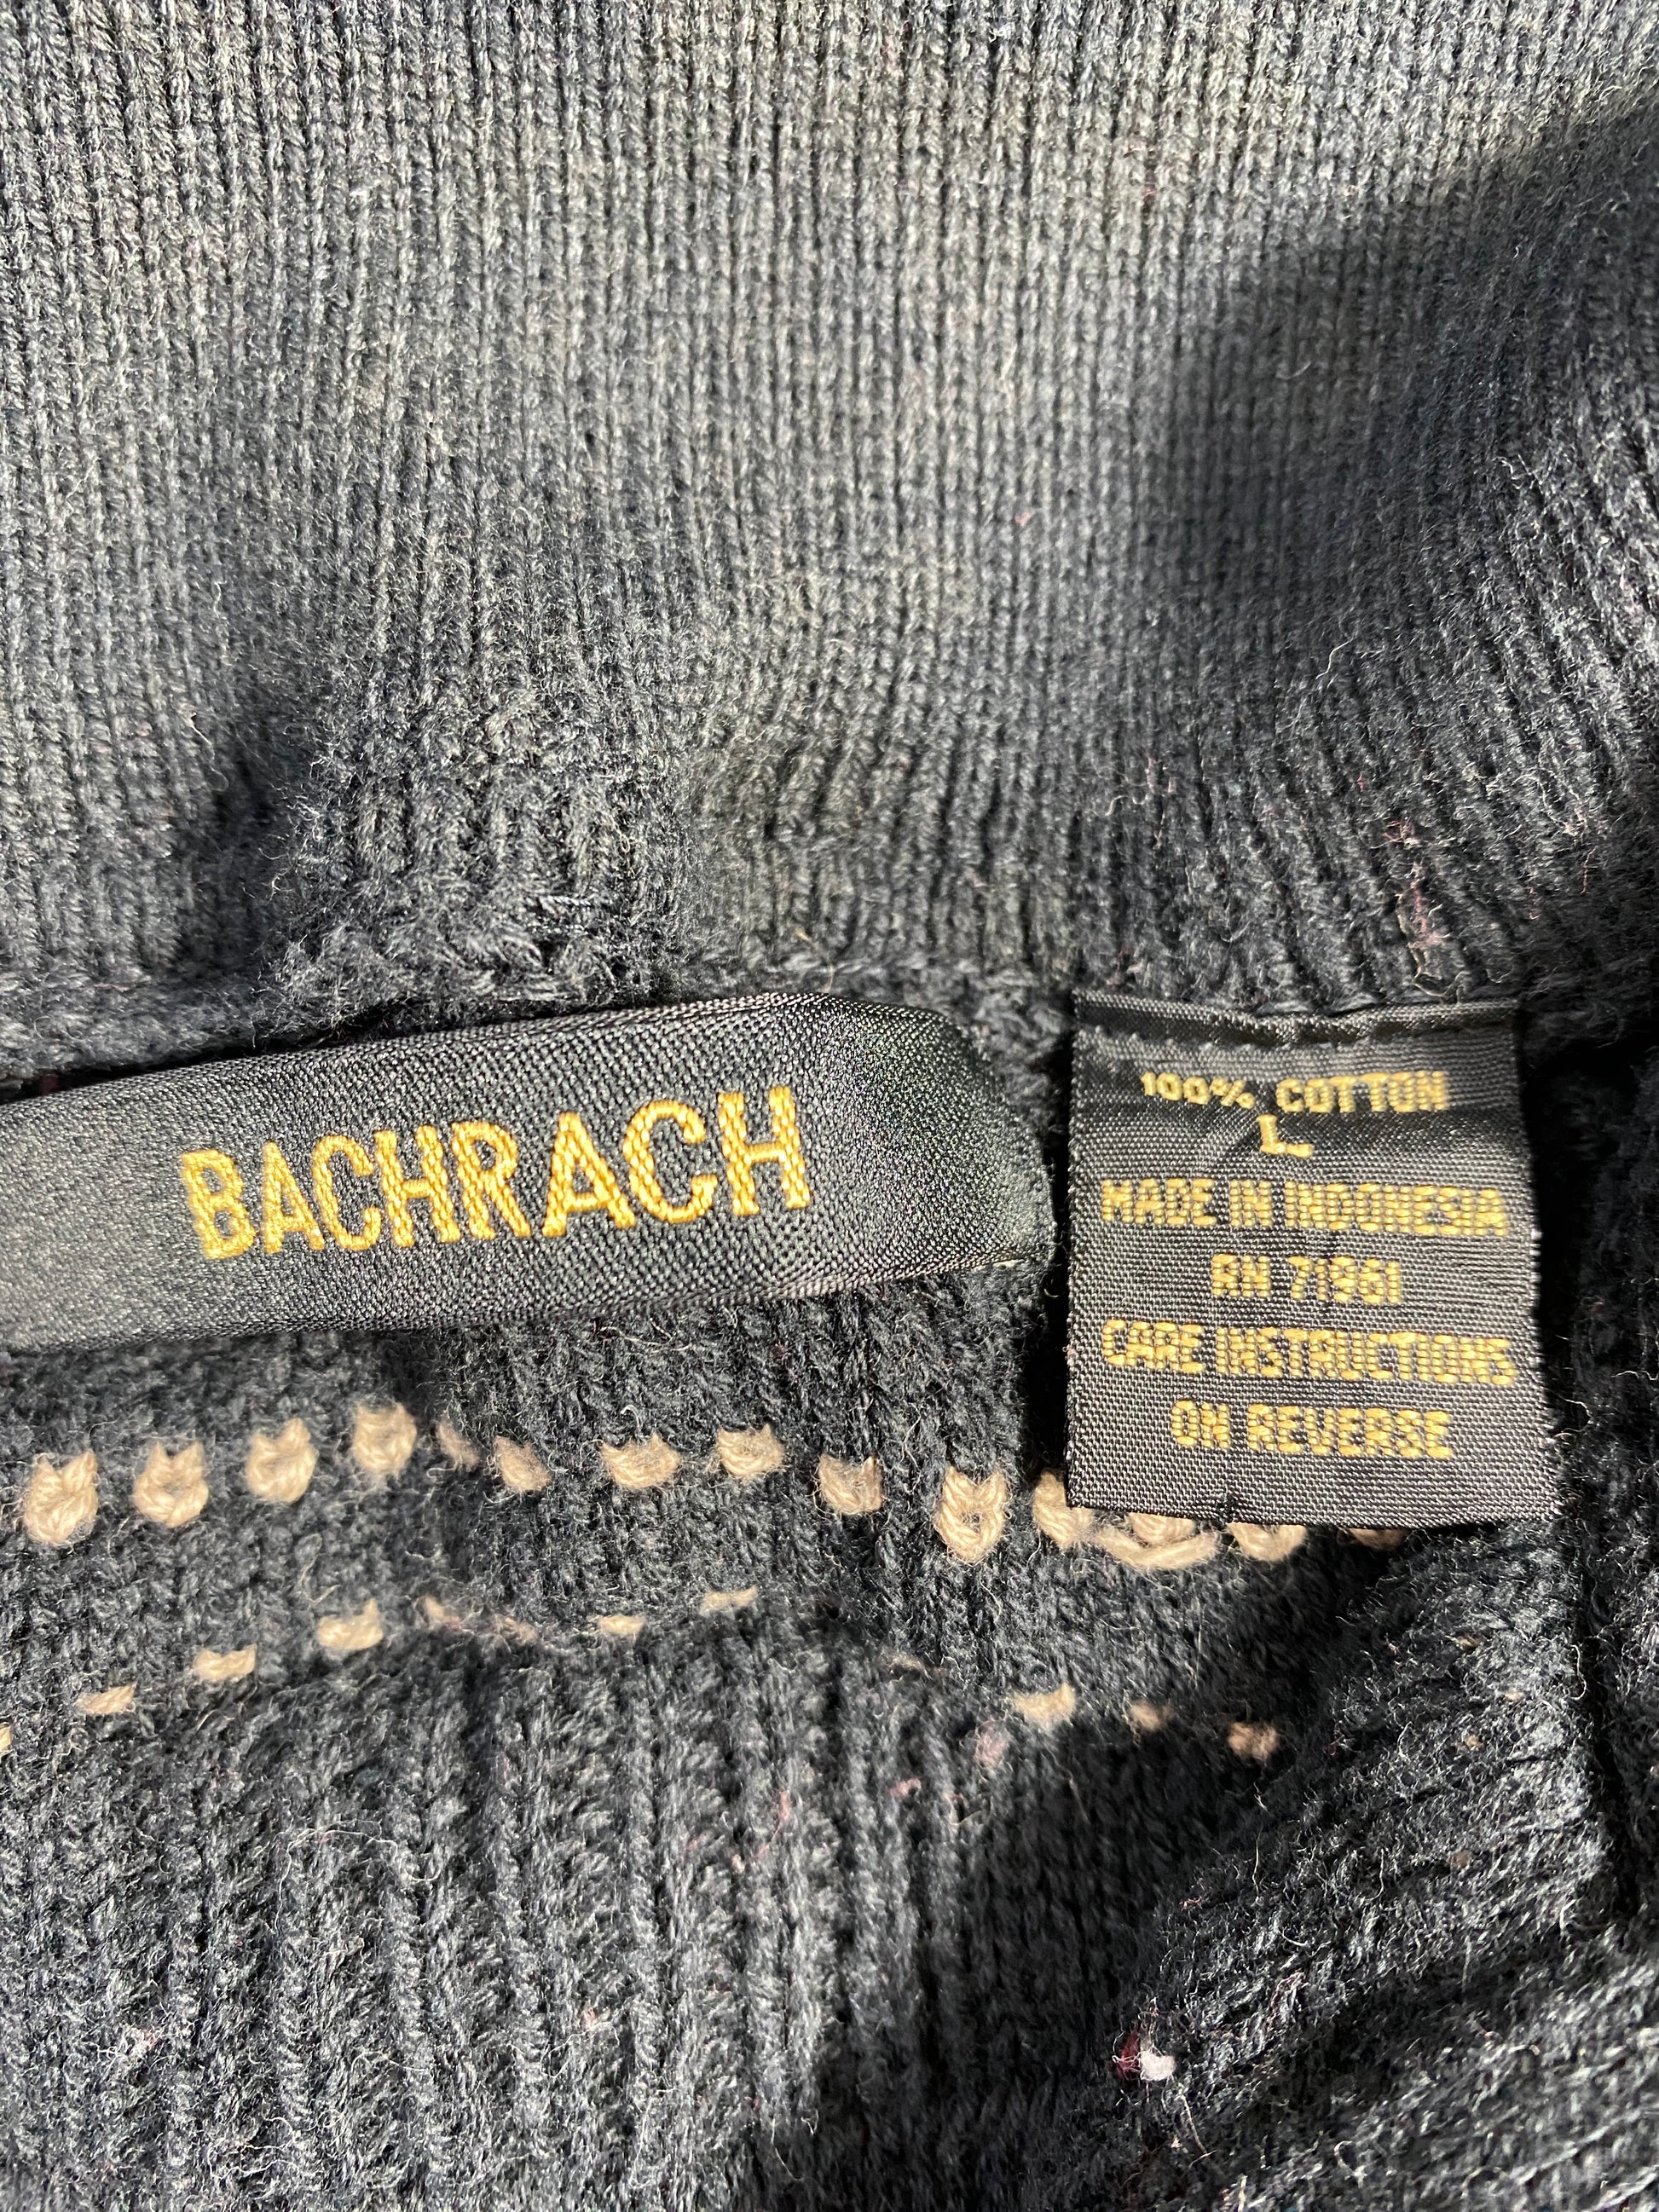 BACHRACH
100% COTTON
L
MADE IN INDONESIA
RN 71961
CARE INSTRUCTIONS
ON REVERSE